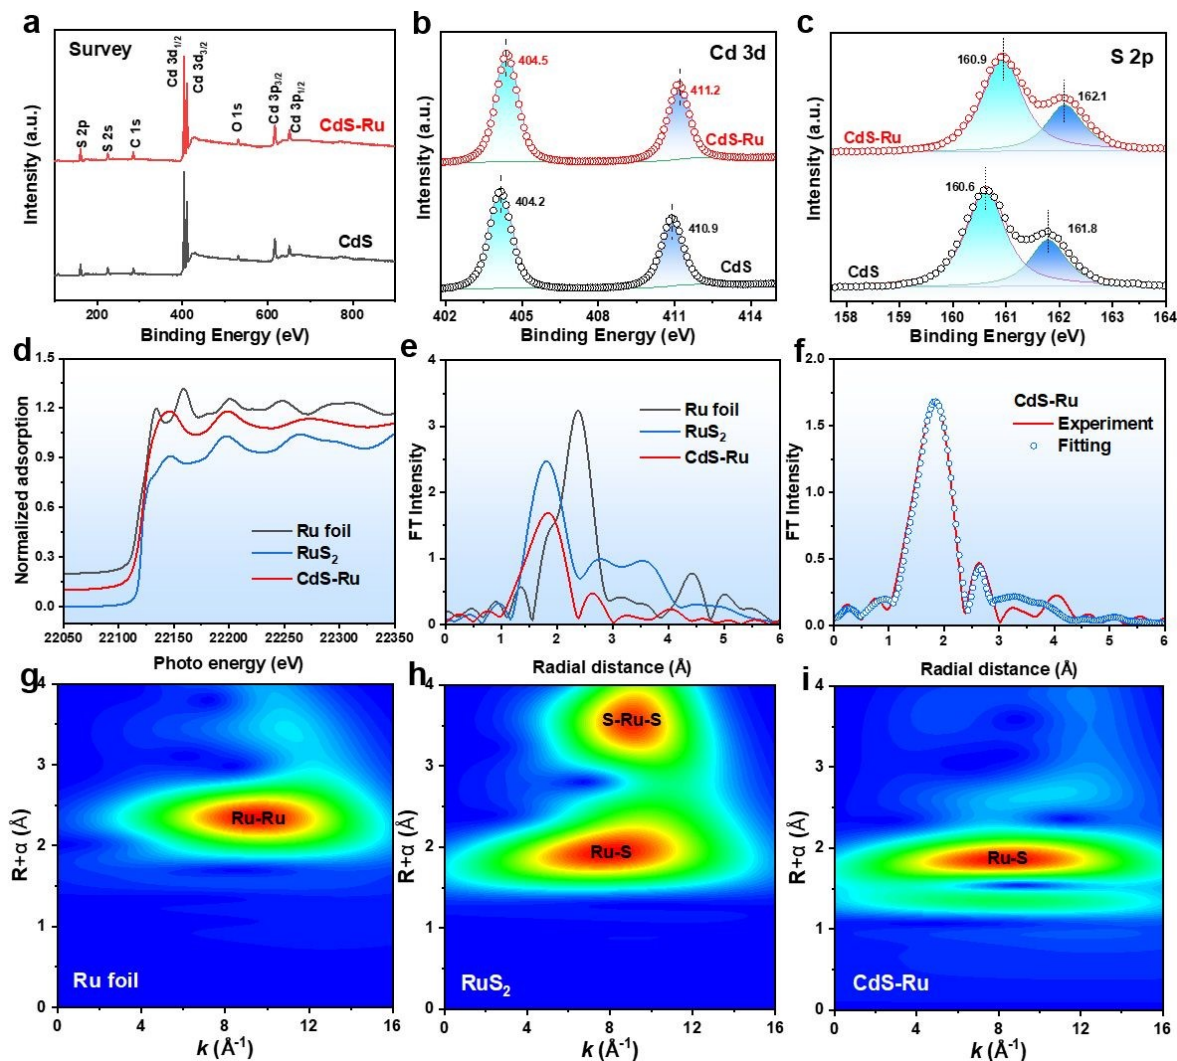 a
Survey
Intensity (a.u.)
S 2p
S 2s
C 1s
Cd 3d1/2
Cd 3d3/2
O 1s
Cd 3p3/2
Cd 3p1/2
CdS-Ru
CdS
200
400
600
800
Binding Energy (eV)
b
Cd 3d
Intensity (a.u.)
404.5
411.2
CdS-Ru
404.2
410.9
CdS
402
405
408
411
414
Binding Energy (eV)
c
S 2p
Intensity (a.u.)
160.9
162.1
CdS-Ru
160.6
161.8
CdS
158
159
160
161
162
163
164
Binding Energy (eV)
d
Normalized adsorption
1.5
1.2
0.9
0.6
0.3
0.0
Ru foil
RuS2
CdS-Ru
22050
22100
22150
22200
22250
22300
22350
Photo energy (eV)
e
FT Intensity
4
3
2
1
0
Ru foil
RuS2
CdS-Ru
0
1
2
3
4
5
6
Radial distance (Å)
f
FT Intensity
2.0
1.5
1.0
0.5
0.0
CdS-Ru
Experiment
Fitting
0
1
2
3
4
5
6
Radial distance (Å)
g
R+α (Å)
4
3
2
1
0
Ru-Ru
Ru foil
0
4
8
12
16
k (Å-1)
h
R+α (Å)
4
3
2
1
0
S-Ru-S
Ru-S
RuS2
0
4
8
12
16
k (Å-1)
i
R+α (Å)
4
3
2
1
0
Ru-S
CdS-Ru
0
4
8
12
16
k (Å-1)